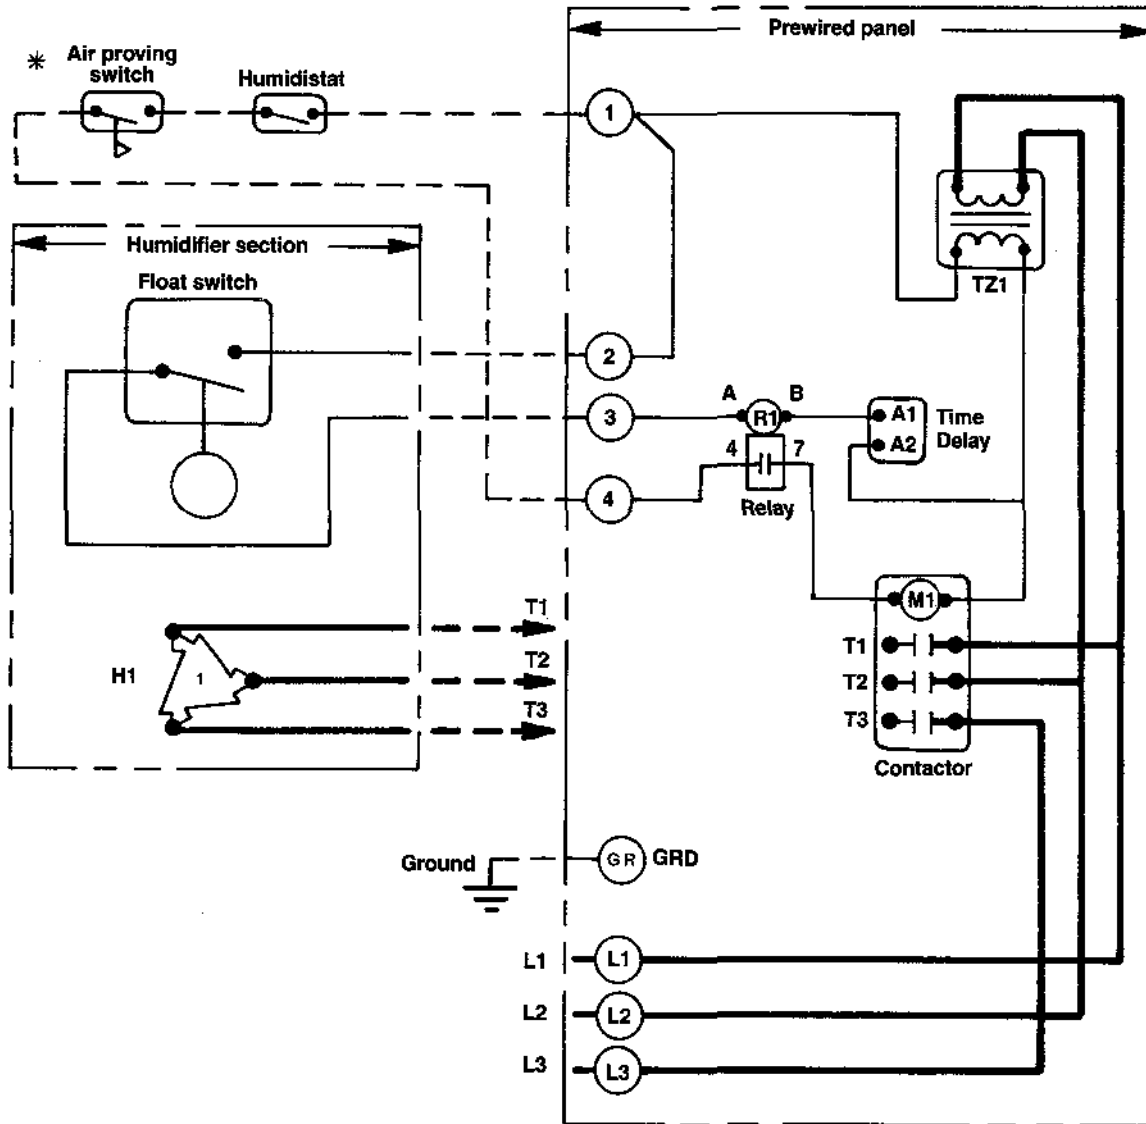 Prewired panel
* Air proving
switch
Humidistat
1
Humidifier section
Float switch
TZ1
2
3
A R1 B
A1
A2
Time
Delay
4 7
4
Relay
M1
T1
T2
T3
Contactor
H1
1
T1
T2
T3
Ground
GR GRD
L1 L1
L2 L2
L3 L3